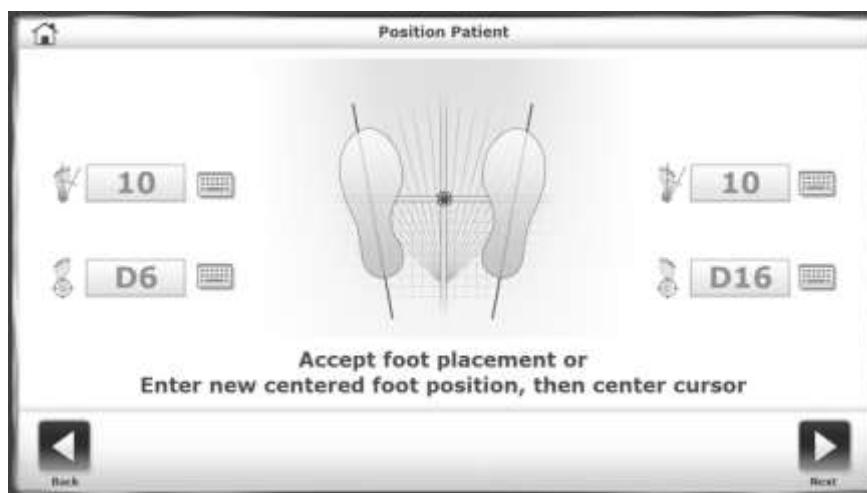 Position Patient
10
10
D6
D16
Accept foot placement or
Enter new centered foot position, then center cursor
Back
Next